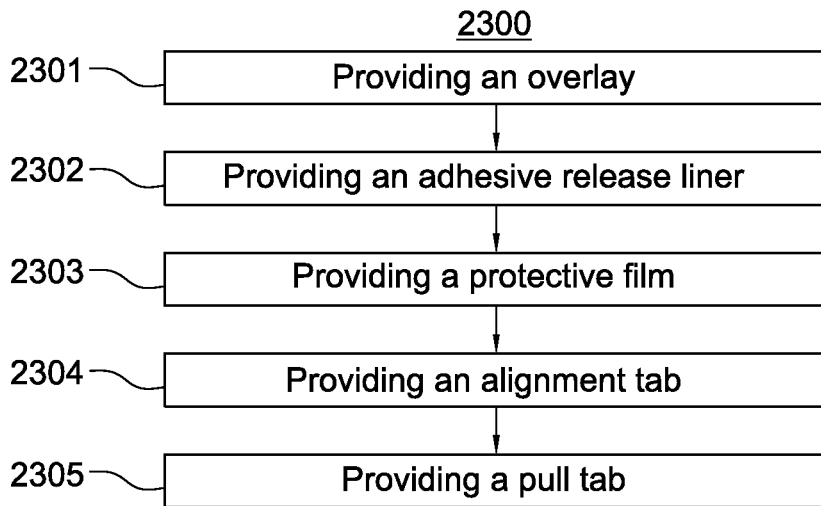 2300
2301 Providing an overlay
2302 Providing an adhesive release liner
2303 Providing a protective film
2304 Providing an alignment tab
2305 Providing a pull tab